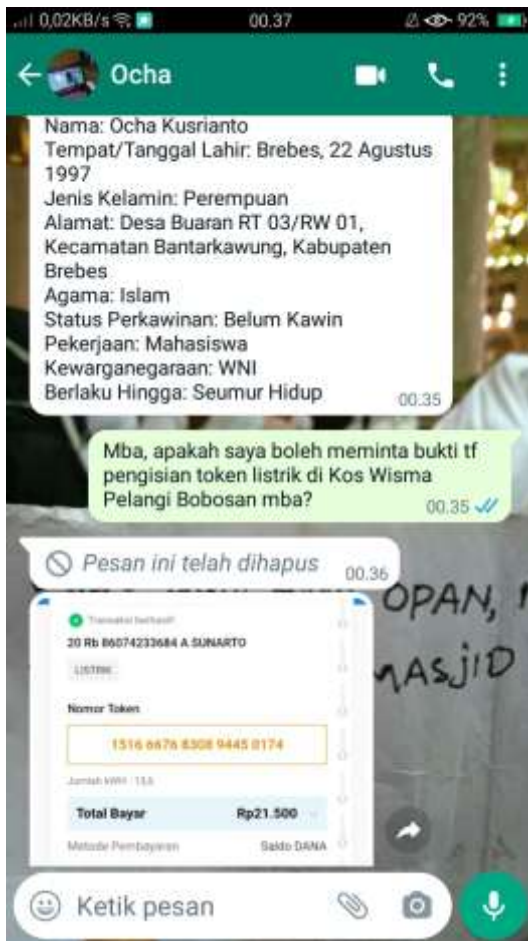 0,02KB/s
00.37
92%
Ocha
Nama: Ocha Kusrianto
Tempat/Tanggal Lahir: Brebes, 22 Agustus
1997
Jenis Kelamin: Perempuan
Alamat: Desa Buaran RT 03/RW 01,
Kecamatan Bantarkawung, Kabupaten
Brebes
Agama: Islam
Status Perkawinan: Belum Kawin
Pekerjaan: Mahasiswa
Kewarganegaraan: WNI
Berlaku Hingga: Seumur Hidup
00.35
Mba, apakah saya boleh meminta bukti tf
pengisian token listrik di Kos Wisma
Pelangi Bobosan mba?
00.35
Pesan ini telah dihapus
00.36
OPAN,
MASJID
Transaksi berhasil!
20 Rb 86074233684 A SUNARTO
LISTRIK
Nomor Token
1516 6676 8308 9445 0174
Jumlah kWH : 13,6
Total Bayar Rp21.500
Metode Pembayaran Saldo DANA
Ketik pesan